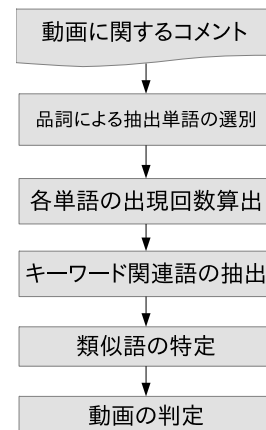 動画に関するコメント
品詞による抽出単語の選別
各単語の出現回数算出
キーワード関連語の抽出
類似語の特定
動画の判定